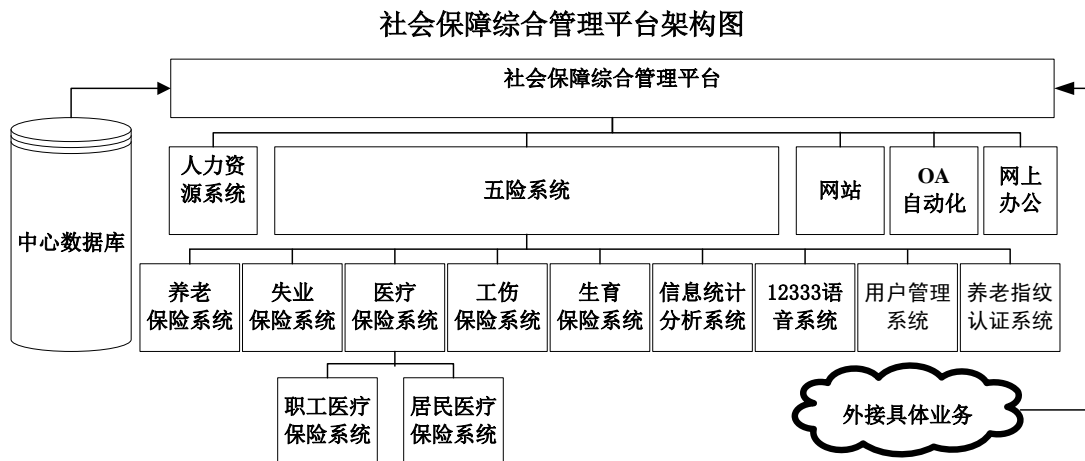 社会保障综合管理平台架构图
社会保障综合管理平台
中心数据库
人力资
源系统
五险系统
网站
OA
自动化
网上
办公
养老
保险系统
失业
保险系统
医疗
保险系统
工伤
保险系统
生育
保险系统
信息统计
分析系统
12333语
音系统
用户管理
系统
养老指纹
认证系统
职工医疗
保险系统
居民医疗
保险系统
外接具体业务